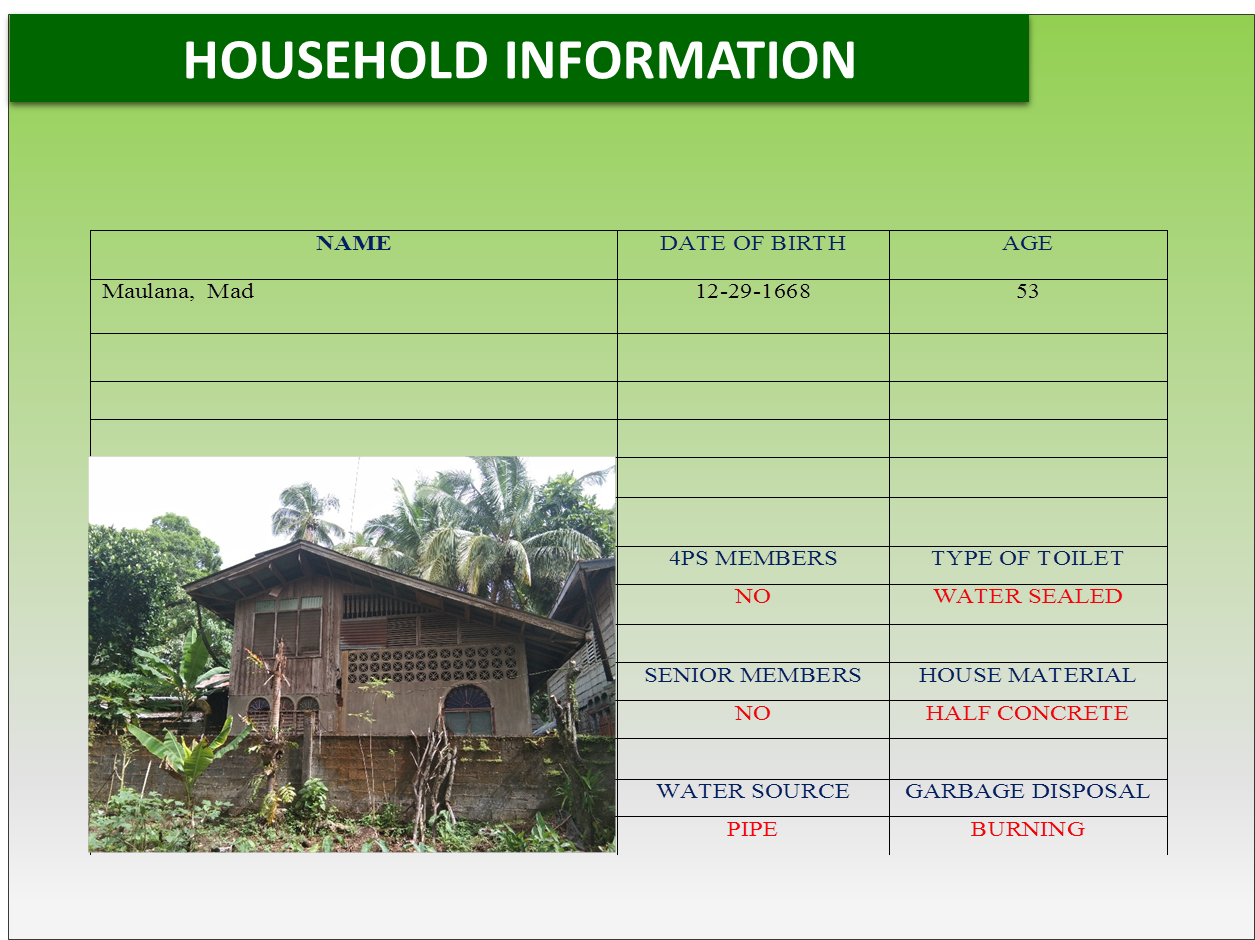 HOUSEHOLD INFORMATION
NAME DATE OF BIRTH AGE
Maulana, Mad 12-29-1668 53
4PS MEMBERS TYPE OF TOILET
NO WATER SEALED
SENIOR MEMBERS HOUSE MATERIAL
NO HALF CONCRETE
WATER SOURCE GARBAGE DISPOSAL
PIPE BURNING